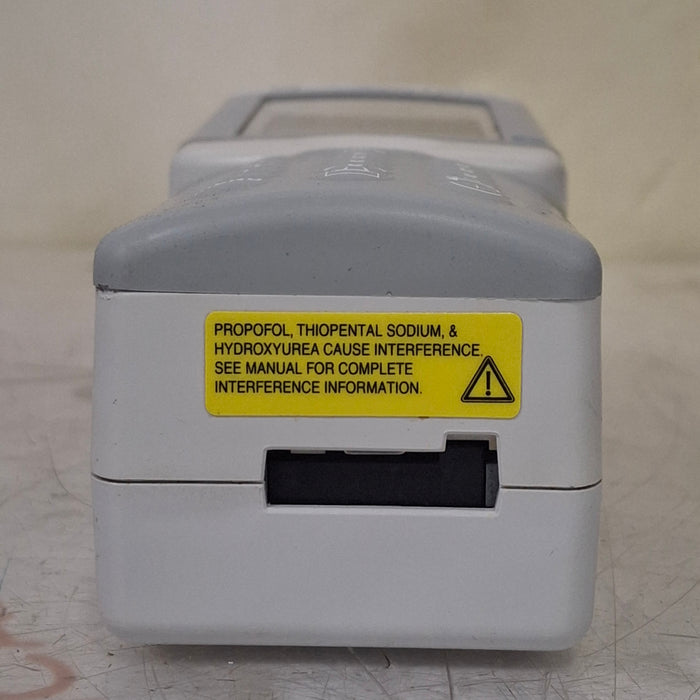 PROPOFOL, THIOPENTAL SODIUM, &
HYDROXYUREA CAUSE INTERFERENCE.
SEE MANUAL FOR COMPLETE
INTERFERENCE INFORMATION.